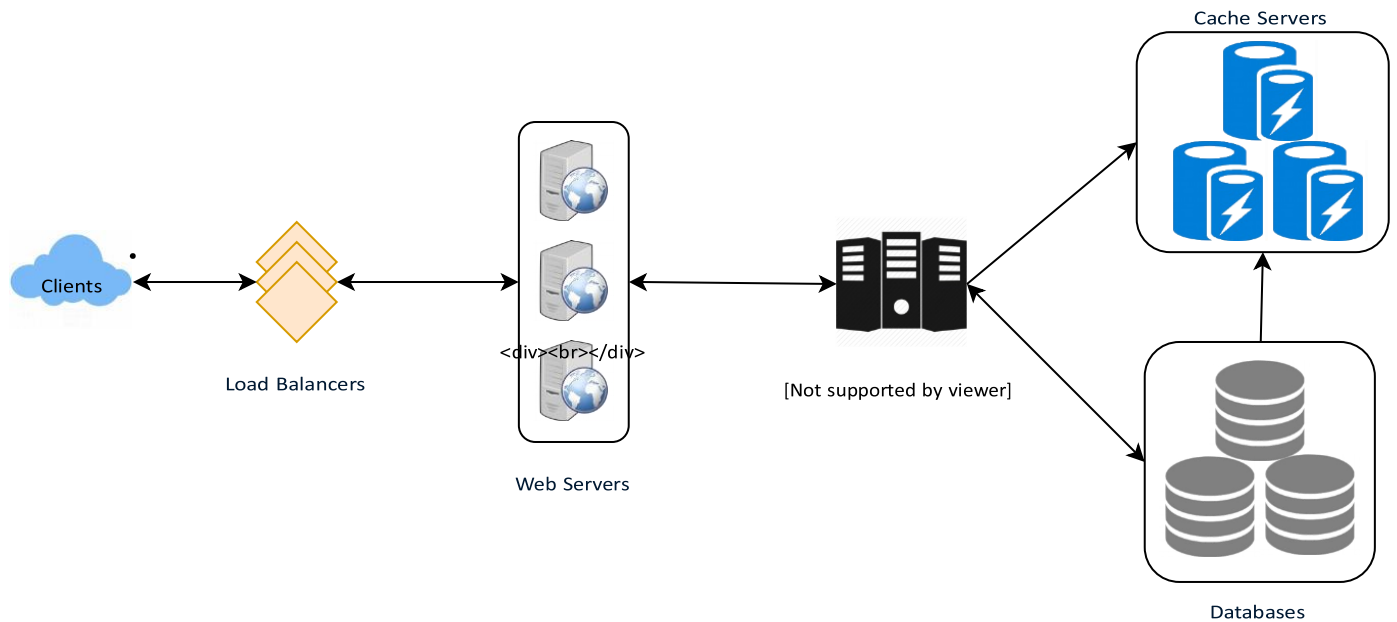 Cache Servers
Clients
<div><br></div>
Load Balancers
[Not supported by viewer]
Web Servers
Databases